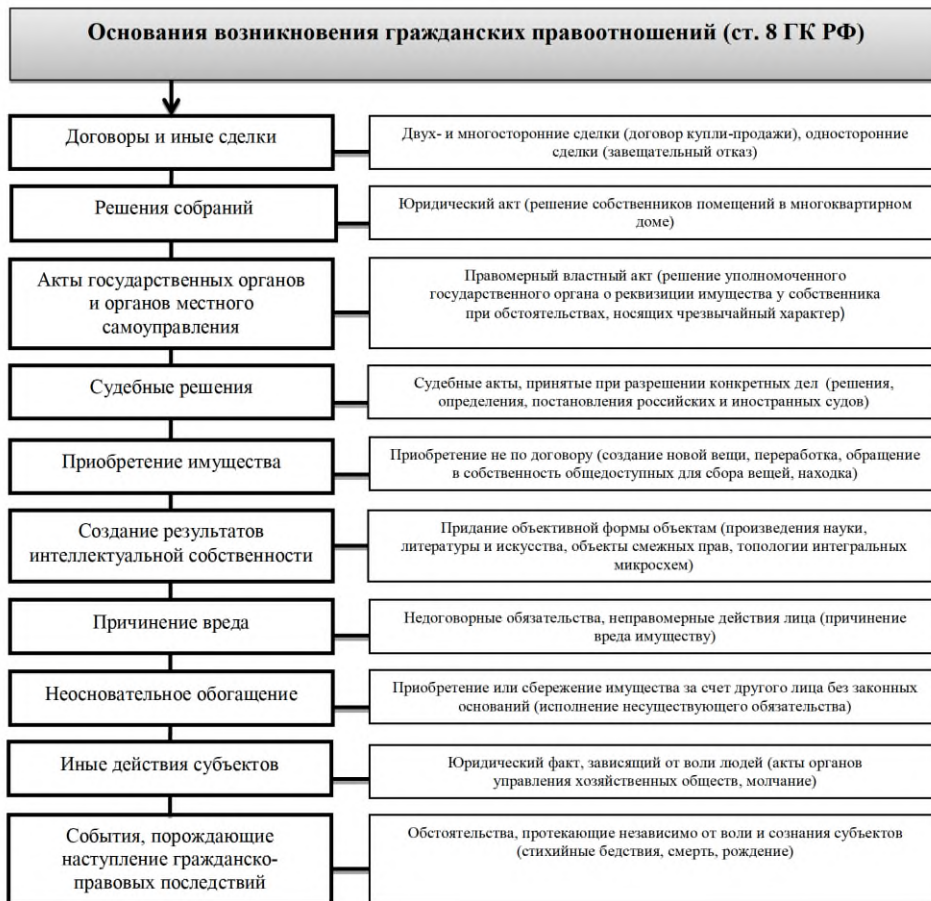 Основания возникновения гражданских правоотношений (ст. 8 ГК РФ)
Договоры и иные сделки
Двух- и многосторонние сделки (договор купли-продажи), односторонние
сделки (завещательный отказ)
Решения собраний
Юридический акт (решение собственников помещений в многоквартирном
доме)
Акты государственных органов
и органов местного
самоуправления
Правомерный властный акт (решение уполномоченного
государственного органа о реквизиции имущества у собственника
при обстоятельствах, носящих чрезвычайный характер)
Судебные решения
Судебные акты, принятые при разрешении конкретных дел (решения,
определения, постановления российских и иностранных судов)
Приобретение имущества
Приобретение не по договору (создание новой вещи, переработка, обращение
в собственность общедоступных для сбора вещей, находка)
Создание результатов
интеллектуальной собственности
Придание объективной формы объектам (произведения науки,
литературы и искусства, объекты смежных прав, топологии интегральных
микросхем)
Причинение вреда
Недоговорные обязательства, неправомерные действия лица (причинение
вреда имуществу)
Неосновательное обогащение
Приобретение или сбережение имущества за счет другого лица без законных
оснований (исполнение несуществующего обязательства)
Иные действия субъектов
Юридический факт, зависящий от воли людей (акты органов
управления хозяйственных обществ, молчание)
События, порождающие
наступление гражданско-
правовых последствий
Обстоятельства, протекающие независимо от воли и сознания субъектов
(стихийные бедствия, смерть, рождение)